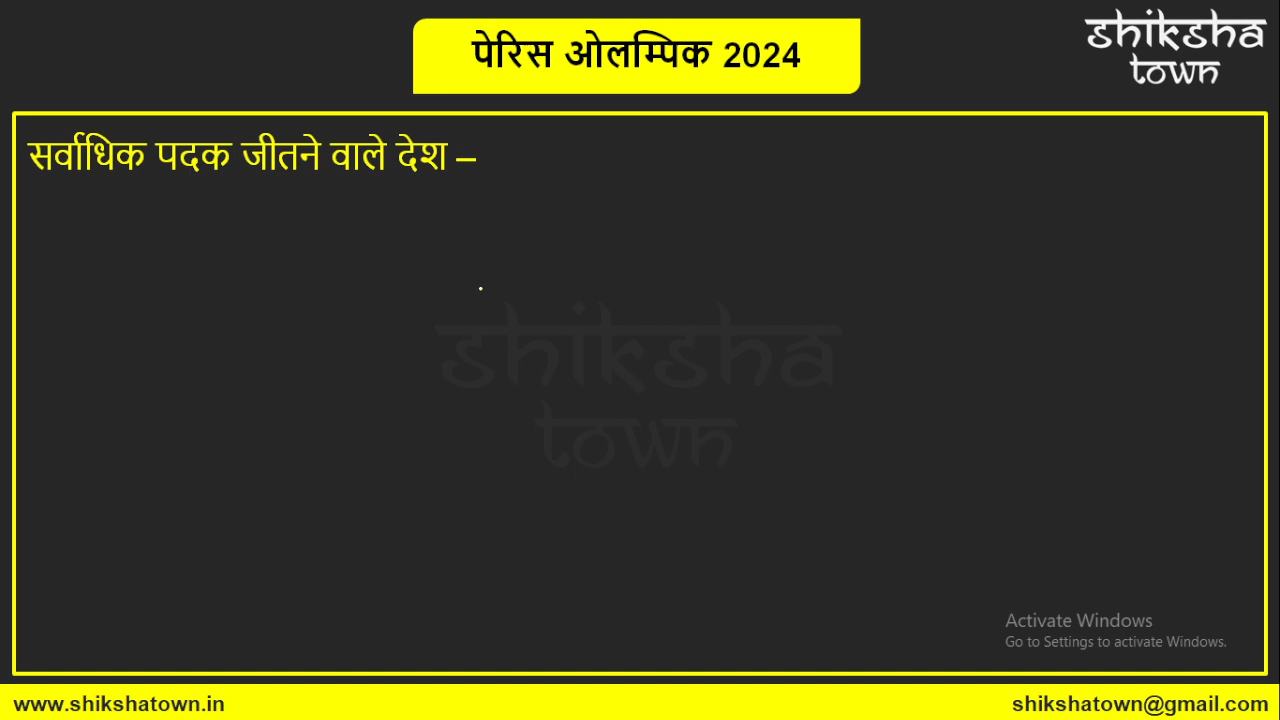 पेरिस ओलम्पिक 2024
shiksha
town
सर्वाधिक पदक जीतने वाले देश –
shiksha
town
Activate Windows
Go to Settings to activate Windows.
www.shikshatown.in
shikshatown@gmail.com